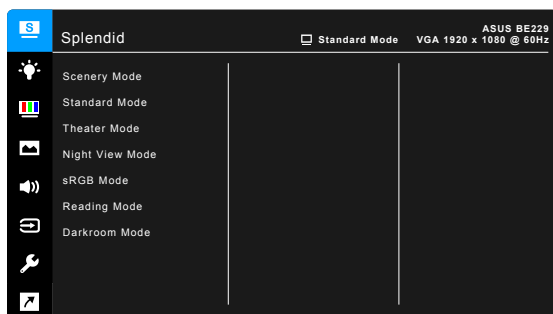 S
Splendid
Standard Mode
ASUS BE229
VGA 1920 x 1080 @ 60Hz
Scenery Mode
Standard Mode
Theater Mode
Night View Mode
sRGB Mode
Reading Mode
Darkroom Mode